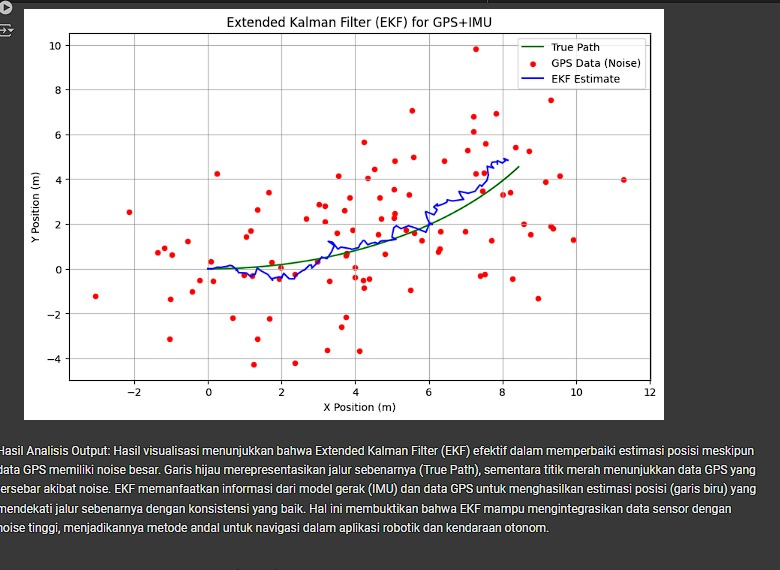 Extended Kalman Filter (EKF) for GPS+IMU
True Path
GPS Data (Noise)
EKF Estimate
10
8
6
4
2
0
−2
−4
Y Position (m)
−2
0
2
4
6
8
10
12
X Position (m)
Hasil Analisis Output: Hasil visualisasi menunjukkan bahwa Extended Kalman Filter (EKF) efektif dalam memperbaiki estimasi posisi meskipun
data GPS memiliki noise besar. Garis hijau merepresentasikan jalur sebenarnya (True Path), sementara titik merah menunjukkan data GPS yang
tersebar akibat noise. EKF memanfaatkan informasi dari model gerak (IMU) dan data GPS untuk menghasilkan estimasi posisi (garis biru) yang
mendekati jalur sebenarnya dengan konsistensi yang baik. Hal ini membuktikan bahwa EKF mampu mengintegrasikan data sensor dengan
noise tinggi, menjadikannya metode andal untuk navigasi dalam aplikasi robotik dan kendaraan otonom.